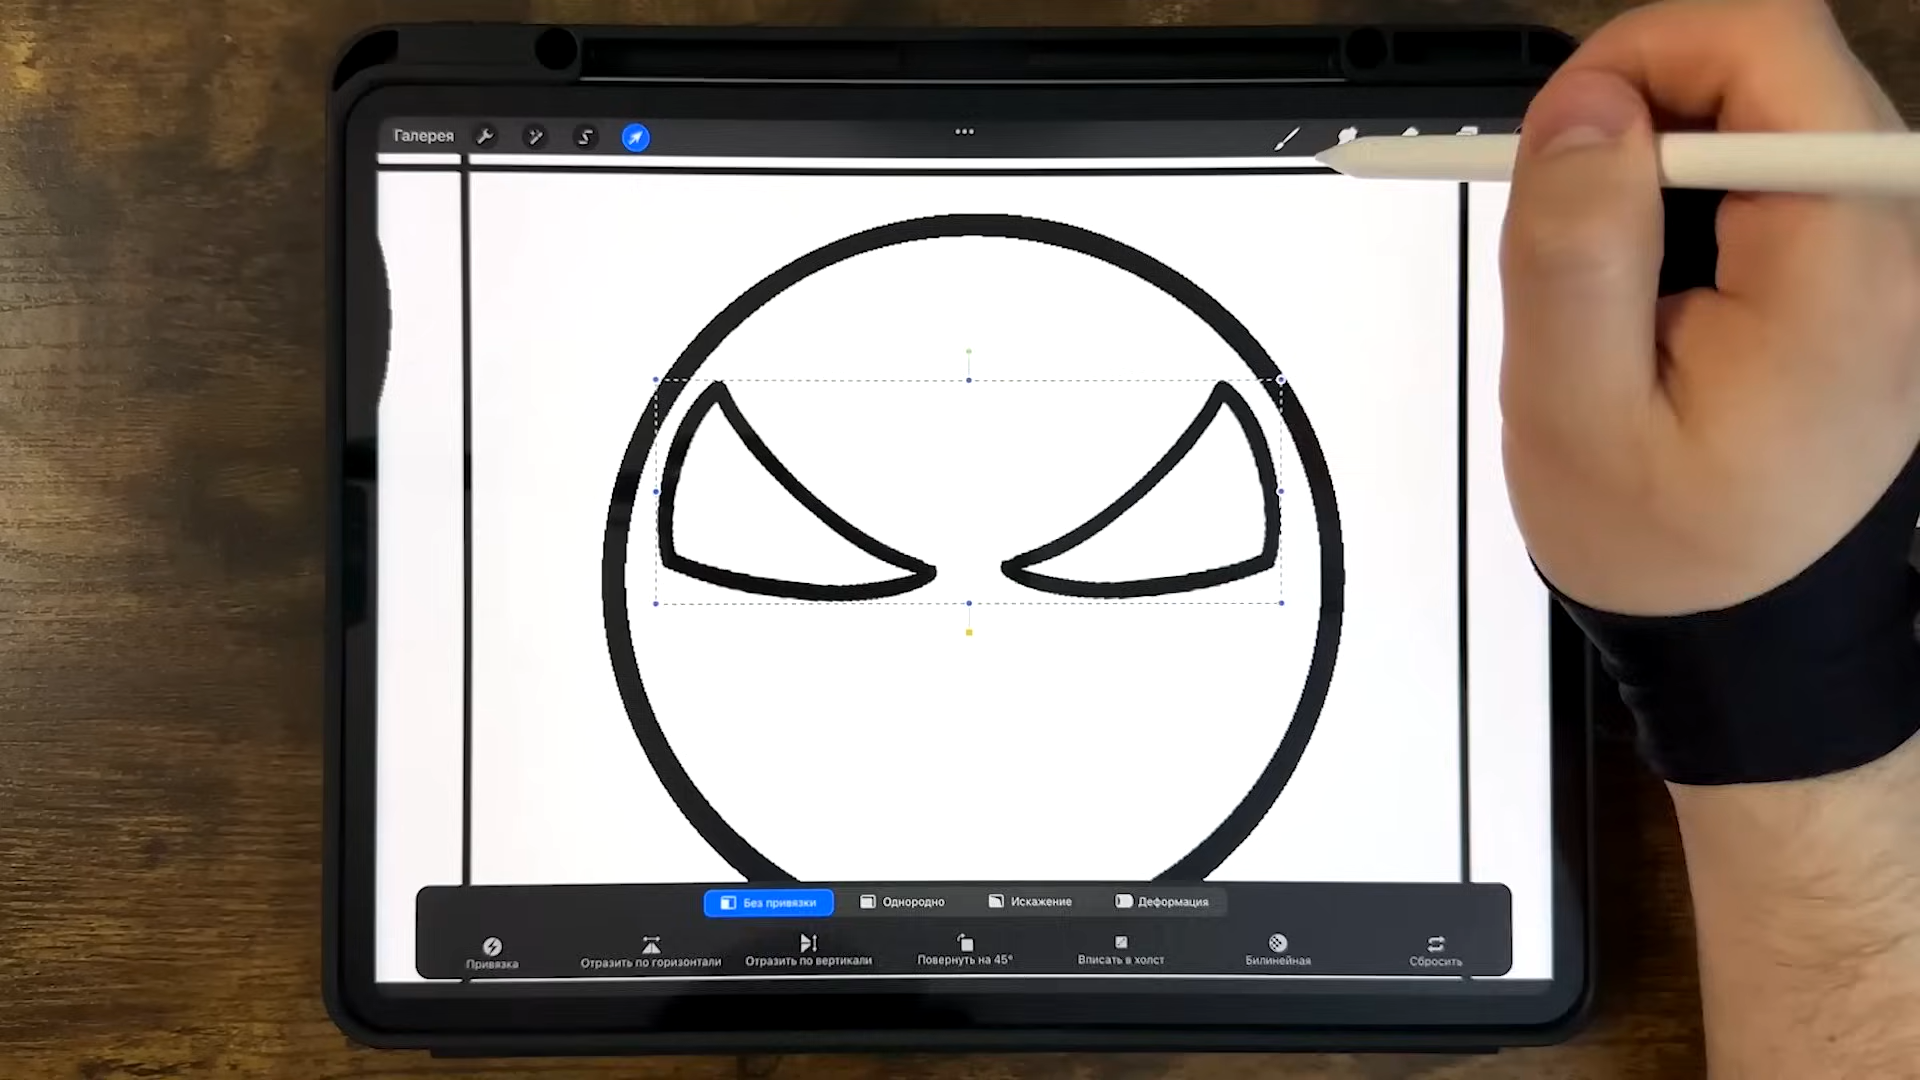 Галерея
Без привязки Однородно Искажение Деформация
Привязка Отразить по горизонтали Отразить по вертикали Повернуть на 45° Вписать в холст Билинейная Сбросить